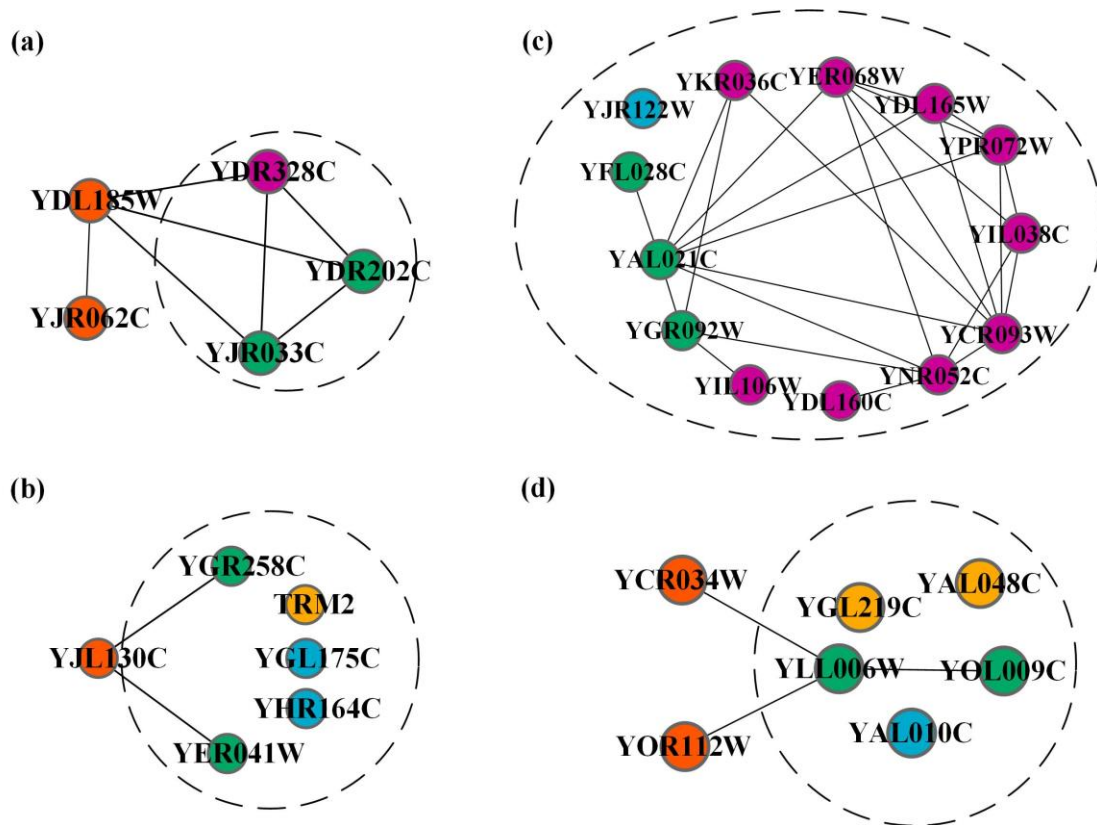 (a)
YDR328C
YDL185W
YDR202C
YJR062C
YJR033C
(c)
YKR036C
YER068W
YJR122W
YDL165W
YPR072W
YFL028C
YIL038C
YAL021C
YGR092W
YCR093W
YNR052C
YIL106W
YDL160C
(b)
YGR258C
TRM2
YJL130C
YGL175C
YHR164C
YER041W
(d)
YCR034W
YAL048C
YGL219C
YLL006W
YOL009C
YAL010C
YOR112W